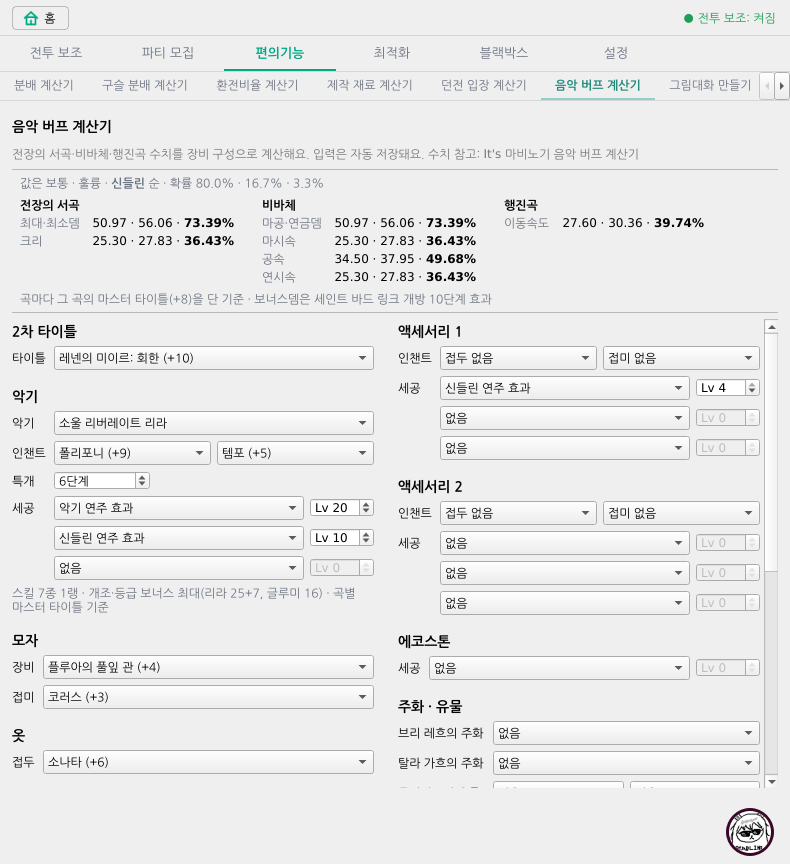 홈
전투 보조: 켜짐
전투 보조 파티 모집 편의기능 최적화 블랙박스 설정
분배 계산기 구슬 분배 계산기 환전비율 계산기 제작 재료 계산기 던전 입장 계산기 음악 버프 계산기 그림대화 만들기
음악 버프 계산기
전장의 서곡·비바체·행진곡 수치를 장비 구성으로 계산해요. 입력은 자동 저장돼요. 수치 참고: It's 마비노기 음악 버프 계산기
값은 보통 · 훌륭 · 신들린 순 · 확률 80.0% · 16.7% · 3.3%
전장의 서곡 비바체 행진곡
최대·최소뎀 50.97 · 56.06 · 73.39% 마공·연금뎀 50.97 · 56.06 · 73.39% 이동속도 27.60 · 30.36 · 39.74%
크리 25.30 · 27.83 · 36.43% 마시속 25.30 · 27.83 · 36.43%
공속 34.50 · 37.95 · 49.68%
연시속 25.30 · 27.83 · 36.43%
곡마다 그 곡의 마스터 타이틀(+8)을 단 기준 · 보너스뎀은 세인트 바드 링크 개방 10단계 효과
2차 타이틀
타이틀 레넨의 미이르: 회한 (+10)
악기
악기 소울 리버레이트 리라
인챈트 폴리포니 (+9) 템포 (+5)
특개 6단계
세공 악기 연주 효과 Lv 20
신들린 연주 효과 Lv 10
없음 Lv 0
스킬 7종 1랭 · 개조·등급 보너스 최대(리라 25+7, 글루미 16) · 곡별
마스터 타이틀 기준
모자
장비 플루아의 풀잎 관 (+4)
접미 코러스 (+3)
옷
접두 소나타 (+6)
액세서리 1
인챈트 접두 없음 접미 없음
세공 신들린 연주 효과 Lv 4
없음 Lv 0
없음 Lv 0
액세서리 2
인챈트 접두 없음 접미 없음
세공 없음 Lv 0
없음 Lv 0
없음 Lv 0
에코스톤
세공 없음 Lv 0
주화 · 유물
브리 레흐의 주화 없음
탈라 가흐의 주화 없음